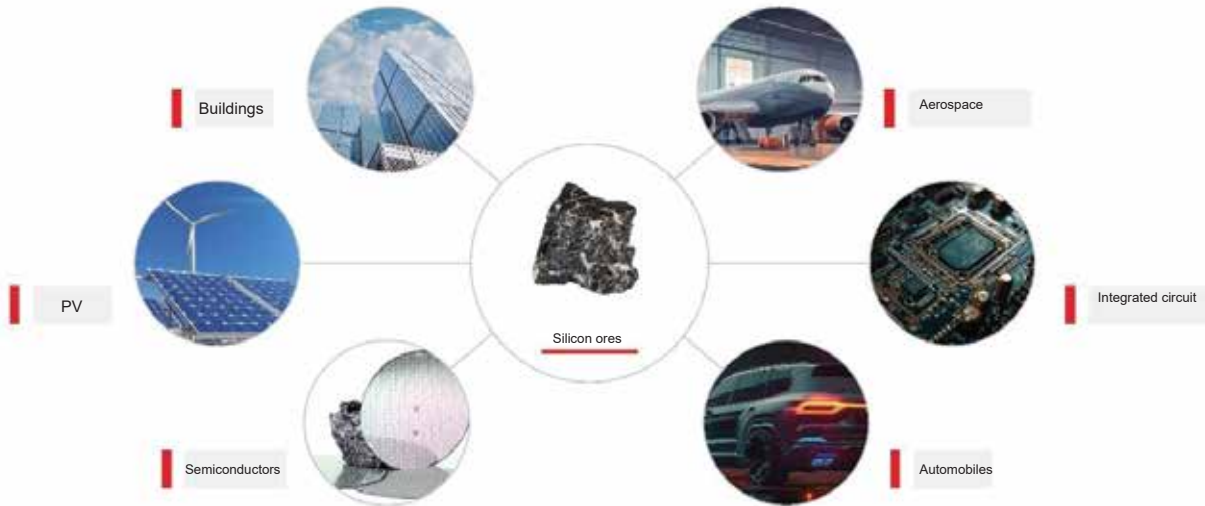 Buildings
Aerospace
PV
Integrated circuit
Silicon ores
Semiconductors
Automobiles